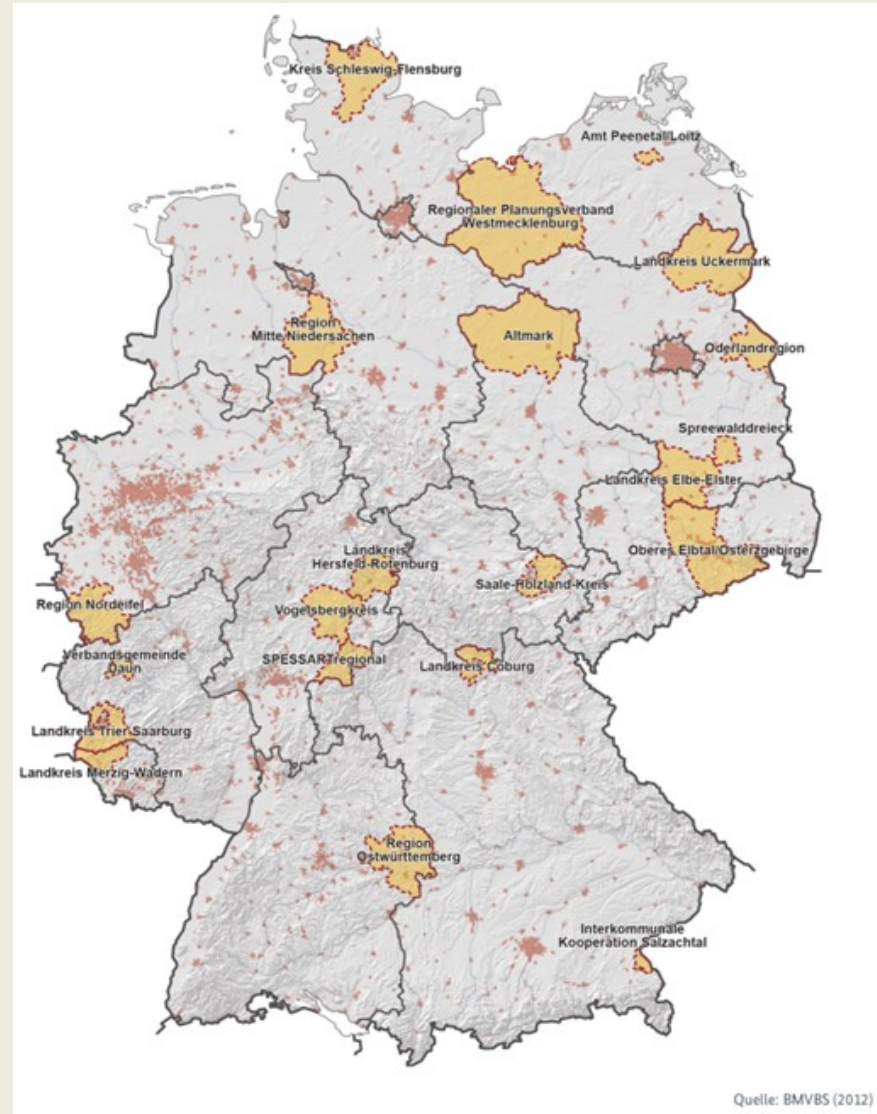 Kreis Schleswig-Flensburg
Amt Peenetal/Loitz
Regionaler Planungsverband
Westmecklenburg
Landkreis Uckermark
Region
Mitte Niedersachen
Altmark
Oderlandregion
Spreewalddreieck
Landkreis Elbe-Elster
Oberes Elbtal/Osterzgebirge
Landkreis
Hersfeld-Rotenburg
Saale-Holzland-Kreis
Region Nordeifel
Vogelsbergkreis
Verbandsgemeinde
Daun
SPESSARTregional
Landkreis Coburg
Landkreis Trier-Saarburg
Landkreis Merzig-Wadern
Region
Ostwürttemberg
Interkommunale
Kooperation Salzachtal
Quelle: BMVBS (2012)